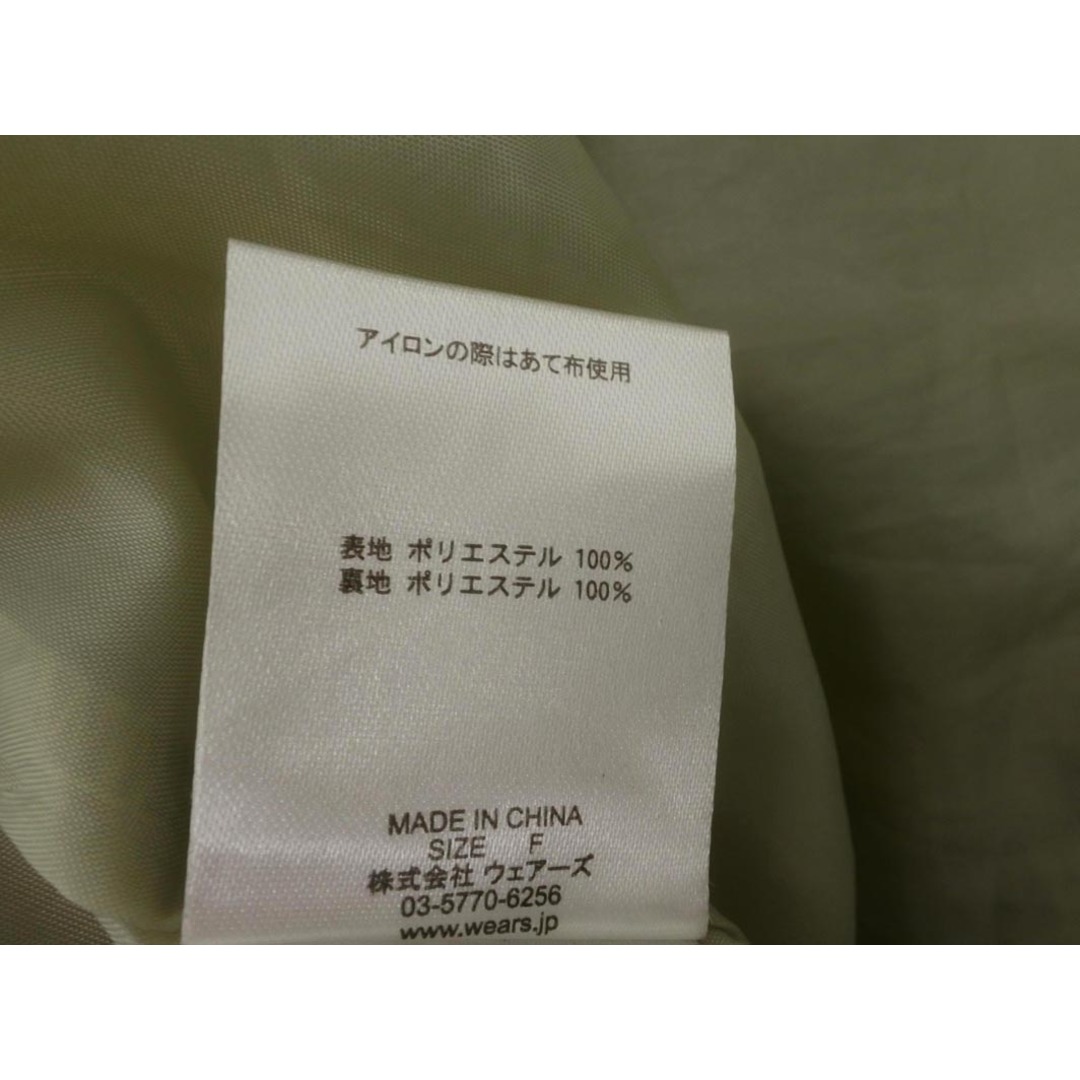 アイロンの際はあて布使用
表地 ポリエステル 100%
裏地 ポリエステル 100%
MADE IN CHINA
SIZE F
株式会社 ウェアーズ
03-5770-6256
www.wears.jp